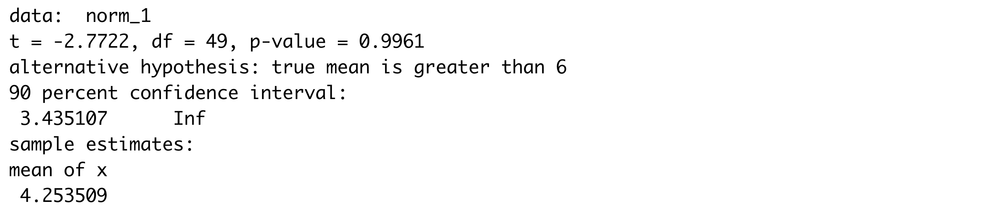 data:  norm_1
t = -2.7722, df = 49, p-value = 0.9961
alternative hypothesis: true mean is greater than 6
90 percent confidence interval:
 3.435107      Inf
sample estimates:
mean of x
 4.253509